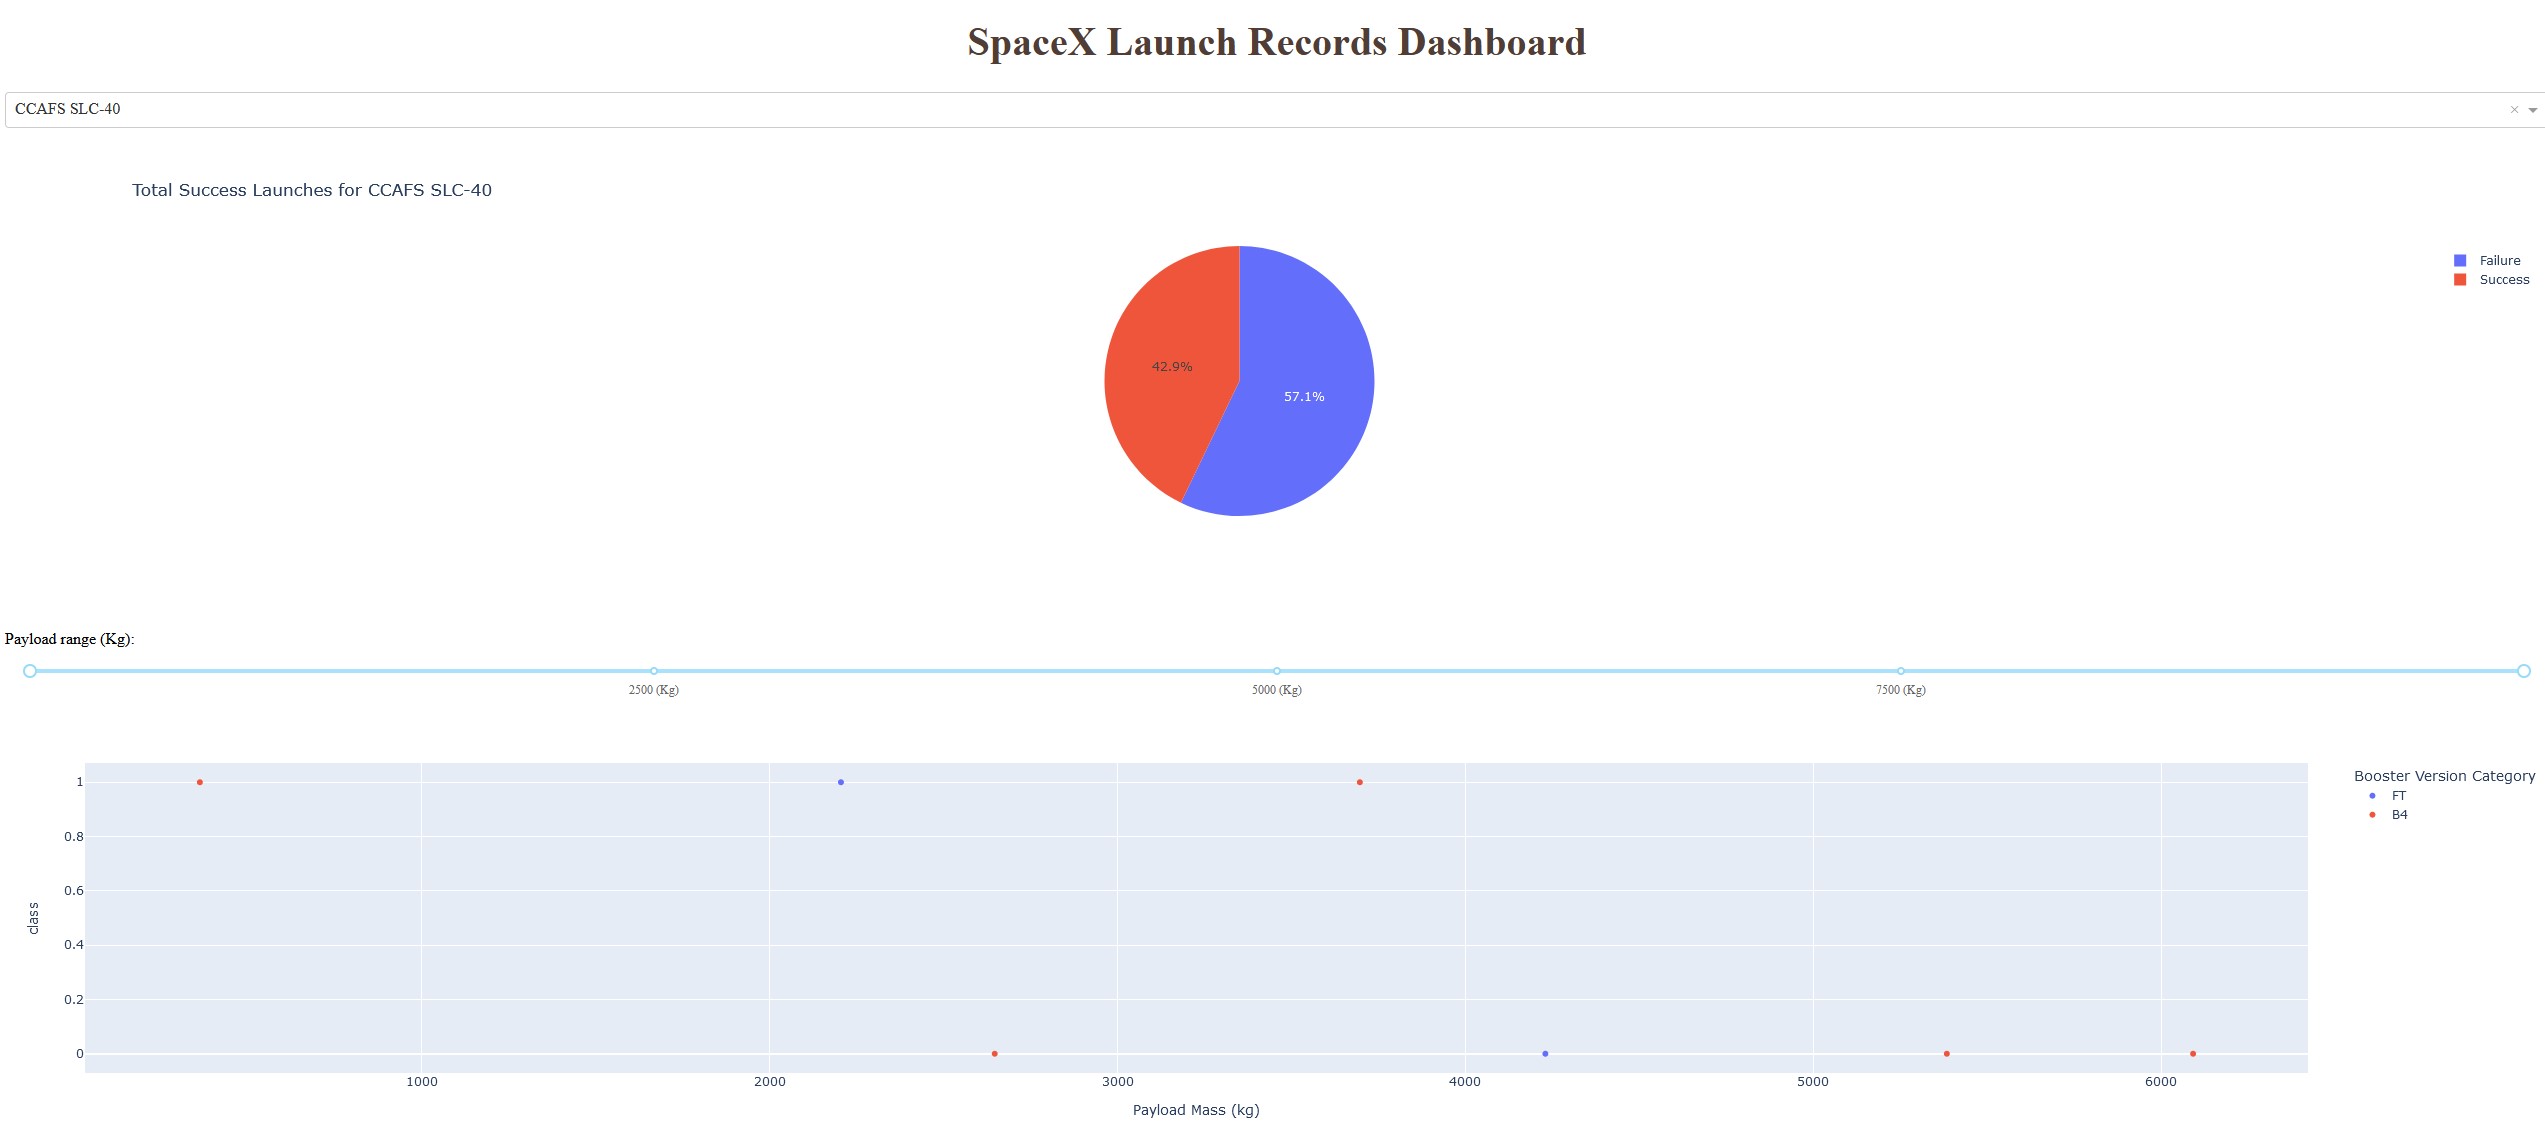 SpaceX Launch Records Dashboard
CCAFS SLC-40
Total Success Launches for CCAFS SLC-40
Failure
Success
42.9%
57.1%
Payload range (Kg):
2500 (Kg) 5000 (Kg) 7500 (Kg)
Booster Version Category
FT
B4
1
0.8
0.6
0.4
0.2
0
class
1000 2000 3000 4000 5000 6000
Payload Mass (kg)